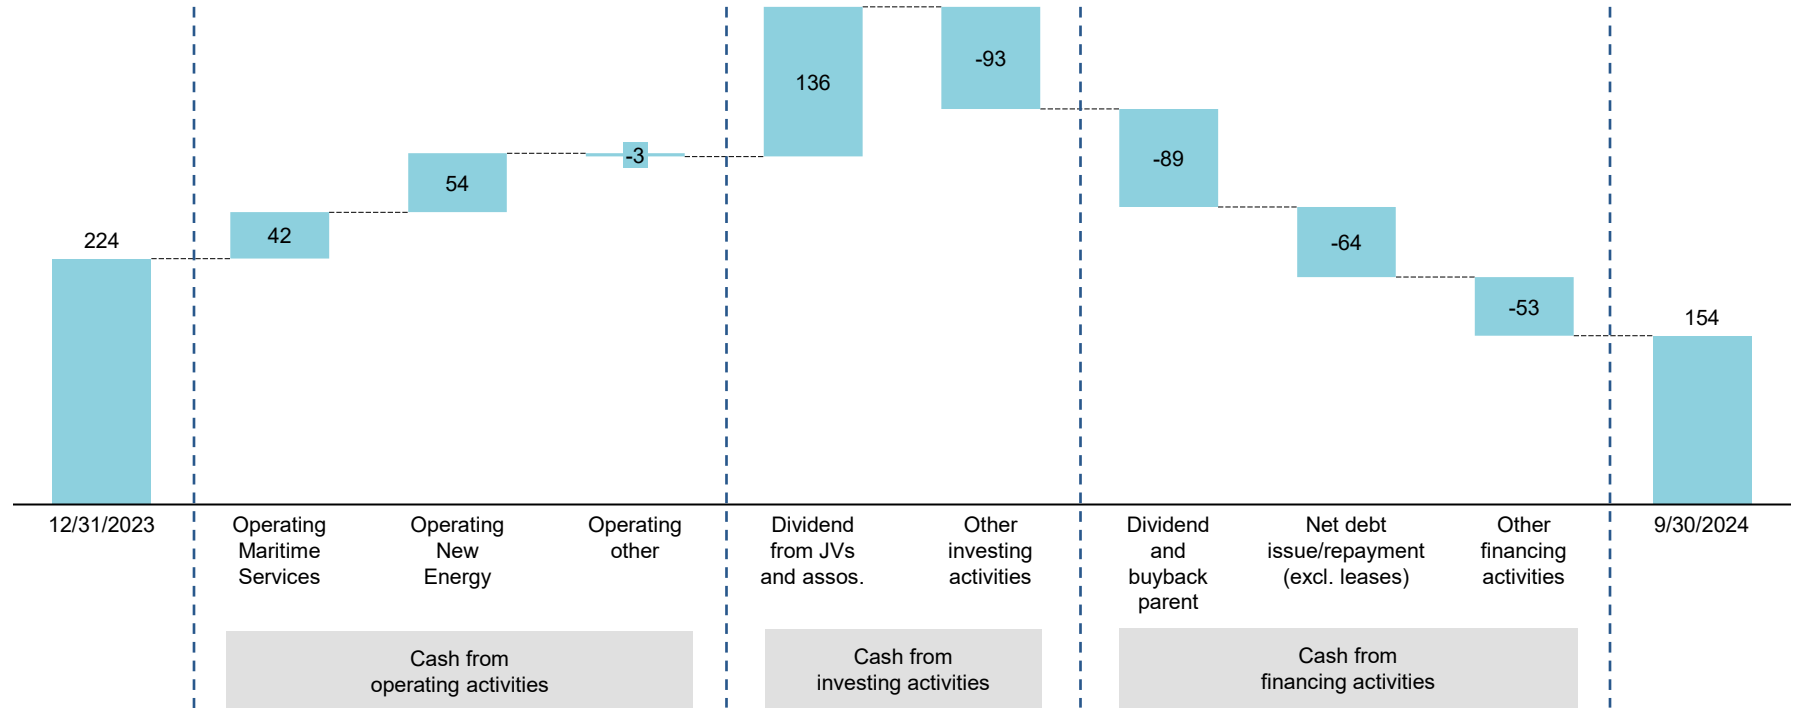 224
42
54
-3
136
-93
-89
-64
-53
154
12/31/2023
Operating
Maritime
Services
Operating
New
Energy
Operating
other
Dividend
from JVs
and assos.
Other
investing
activities
Dividend
and
buyback
parent
Net debt
issue/repayment
(excl. leases)
Other
financing
activities
9/30/2024
Cash from
operating activities
Cash from
investing activities
Cash from
financing activities